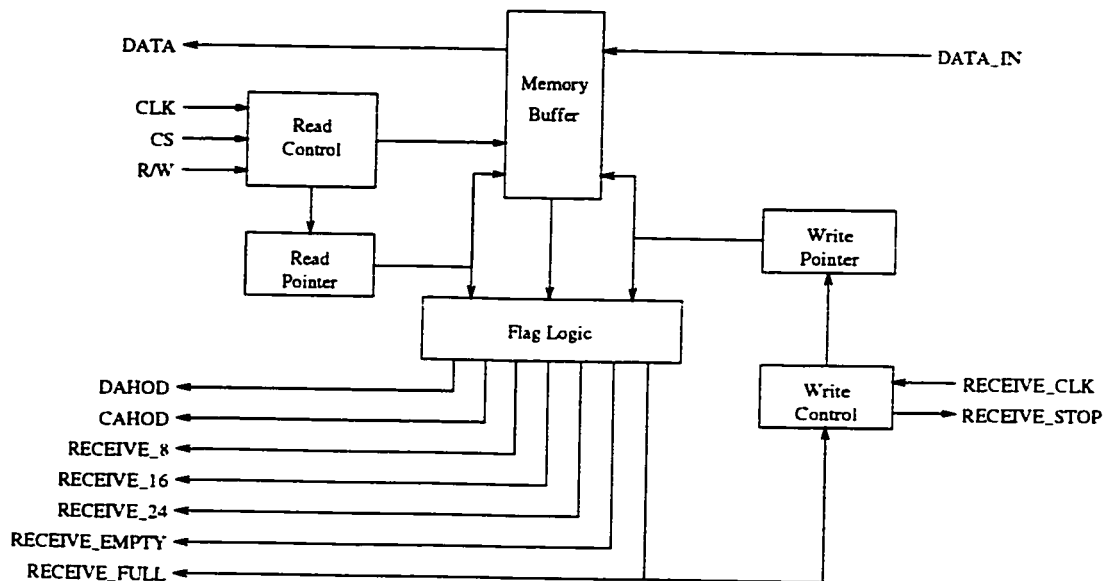 DATA
DATA_IN
Memory
Buffer
CLK
CS
R/W
Read
Control
Read
Pointer
Write
Pointer
Flag Logic
Write
Control
RECEIVE_CLK
RECEIVE_STOP
DAHOD
CAHOD
RECEIVE_8
RECEIVE_16
RECEIVE_24
RECEIVE_EMPTY
RECEIVE_FULL